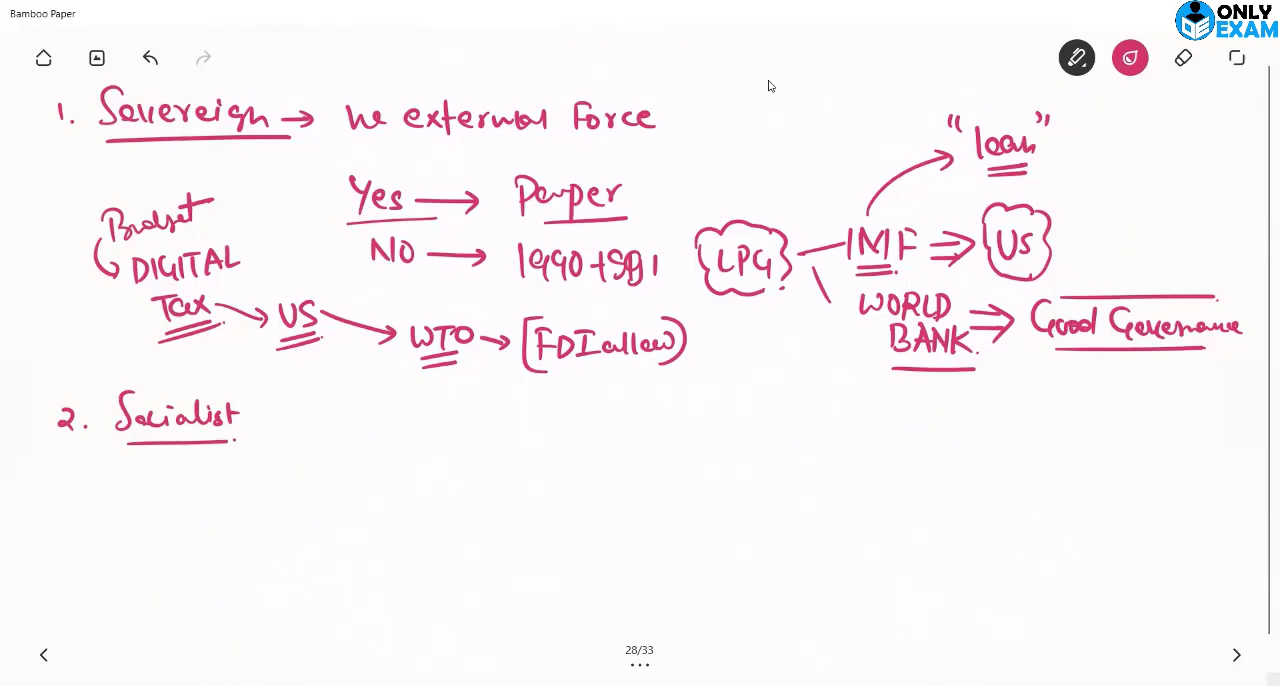 Bamboo Paper
ONLY
EXAM
1. Sovereign → no external Force
"loan"
Yes → Paper
Budget
DIGITAL
No → 1990 + 1991
LPG
IMF ⇒ US
Tax → US → WTO → [FDI allow)
WORLD
BANK ⇒ Good Governance
2. Socialist
28/33